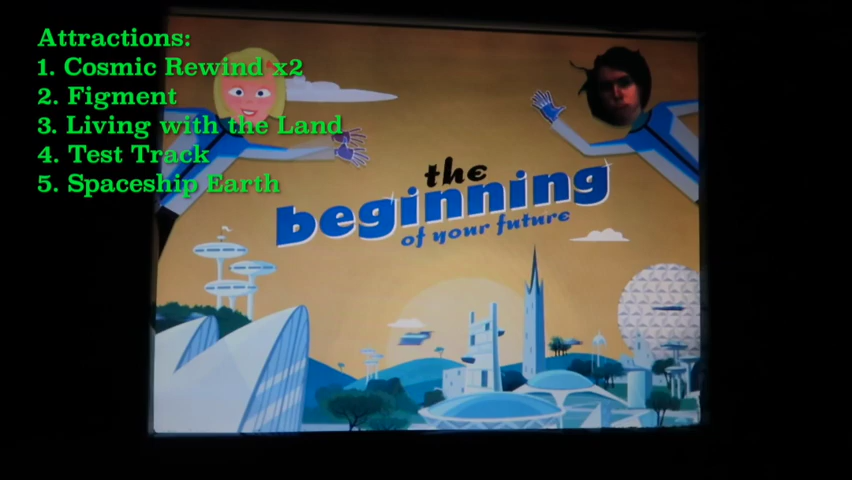 Attractions:
1. Cosmic Rewind x2
2. Figment
3. Living with the Land
4. Test Track
5. Spaceship Earth
the
beginning
of your future